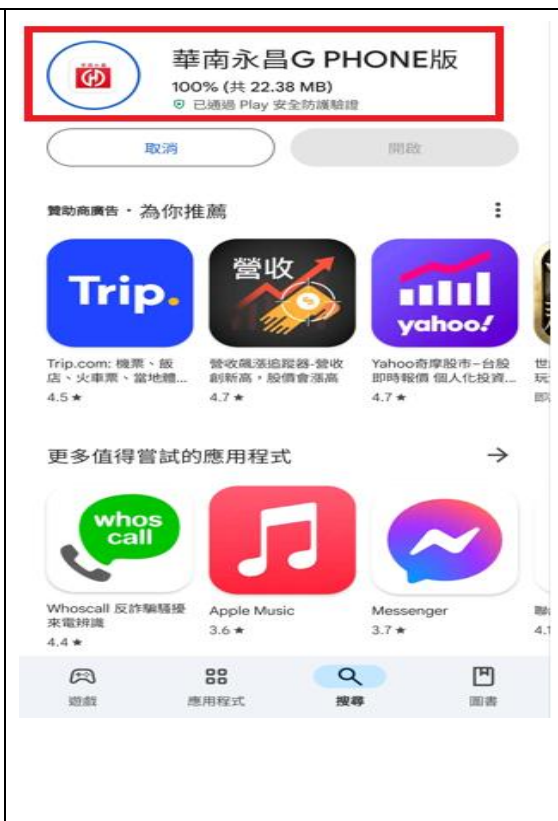 華南永昌G PHONE版
100% (共 22.38 MB)
已通過 Play 安全防護驗證
取消
開啟
贊助商廣告・為你推薦
Trip.
營收
yahoo!
Trip.com: 機票、飯
店、火車票、當地體...
4.5 ★
營收飆漲追蹤器-營收
創新高，股價會漲高
4.7 ★
Yahoo奇摩股市-台股
即時報價 個人化投資...
4.7 ★
更多值得嘗試的應用程式
whos
call
Whoscall 反詐騙騷擾
來電辨識
4.4 ★
Apple Music
3.6 ★
Messenger
3.7 ★
遊戲
應用程式
搜尋
圖書